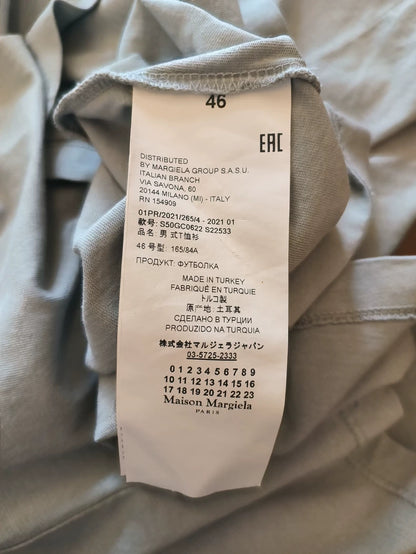 46
EAC
DISTRIBUTED
BY MARGIELA GROUP S.A.S.U.
ITALIAN BRANCH
VIA SAVONA, 60
20144 MILANO (MI) - ITALY
RN 154909
01PR/2021/265/4 - 2021 01
款号: S50GC0622 S22533
品名: 男 式T恤衫
46 号型: 165/84A
ПРОДУКТ: ФУТБОЛКА
MADE IN TURKEY
FABRIQUÉ EN TURQUIE
トルコ製
原产地: 土耳其
СДЕЛАНО В ТУРЦИИ
PRODUZIDO NA TURQUIA
株式会社マルジェラジャパン
03-5725-2333
0 1 2 3 4 5 6 7 8 9
10 11 12 13 14 15 16
17 18 19 20 21 22 23
Maison Margiela
PARIS